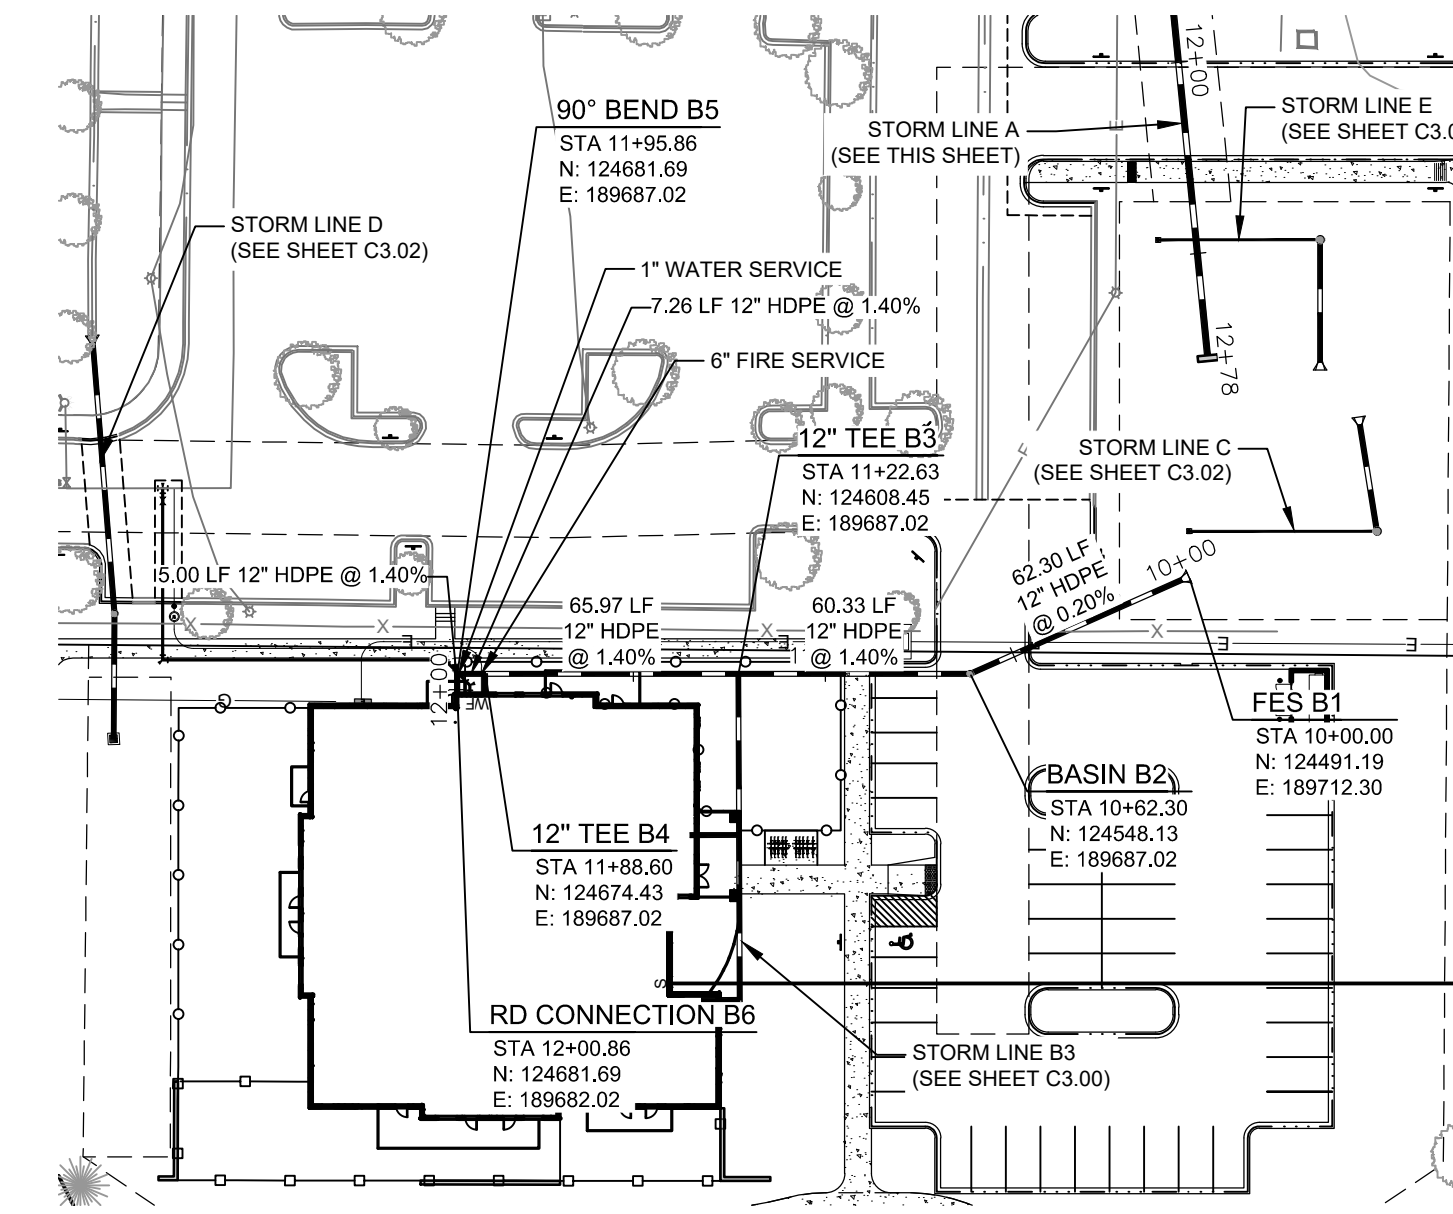 90° BEND B5
STA 11+95.86
N: 124681.69
E: 189687.02
STORM LINE A
(SEE THIS SHEET)
12+00
STORM LINE E
(SEE SHEET C3.0
STORM LINE D
(SEE SHEET C3.02)
1" WATER SERVICE
7.26 LF 12" HDPE @ 1.40%
6" FIRE SERVICE
12+78
12" TEE B3
STA 11+22.63
N: 124608.45
E: 189687.02
STORM LINE C
(SEE SHEET C3.02)
5.00 LF 12" HDPE @ 1.40%
65.97 LF
12" HDPE
@ 1.40%
60.33 LF
12" HDPE
@ 1.40%
62.30 LF
12" HDPE
@ 0.20%
10+00
X
X
X
E
E
E
E
E
12+00
G
WF
FES B1
STA 10+00.00
N: 124491.19
E: 189712.30
BASIN B2
STA 10+62.30
N: 124548.13
E: 189687.02
12" TEE B4
STA 11+88.60
N: 124674.43
E: 189687.02
S
RD CONNECTION B6
STA 12+00.86
N: 124681.69
E: 189682.02
STORM LINE B3
(SEE SHEET C3.00)